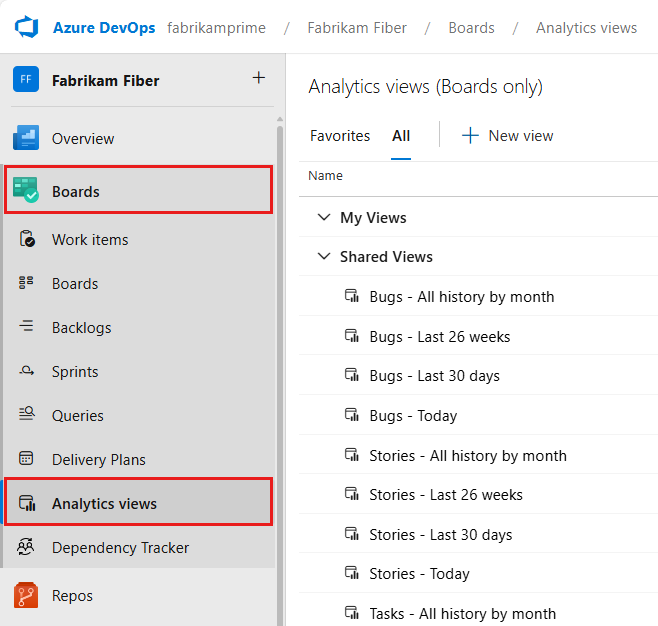 Azure DevOps fabrikamprime / Fabrikam Fiber / Boards / Analytics views
FF Fabrikam Fiber +
Overview
Boards
Work items
Boards
Backlogs
Sprints
Queries
Delivery Plans
Analytics views
Dependency Tracker
Repos
Analytics views (Boards only)
Favorites All + New view
Name
My Views
Shared Views
Bugs - All history by month
Bugs - Last 26 weeks
Bugs - Last 30 days
Bugs - Today
Stories - All history by month
Stories - Last 26 weeks
Stories - Last 30 days
Stories - Today
Tasks - All history by month